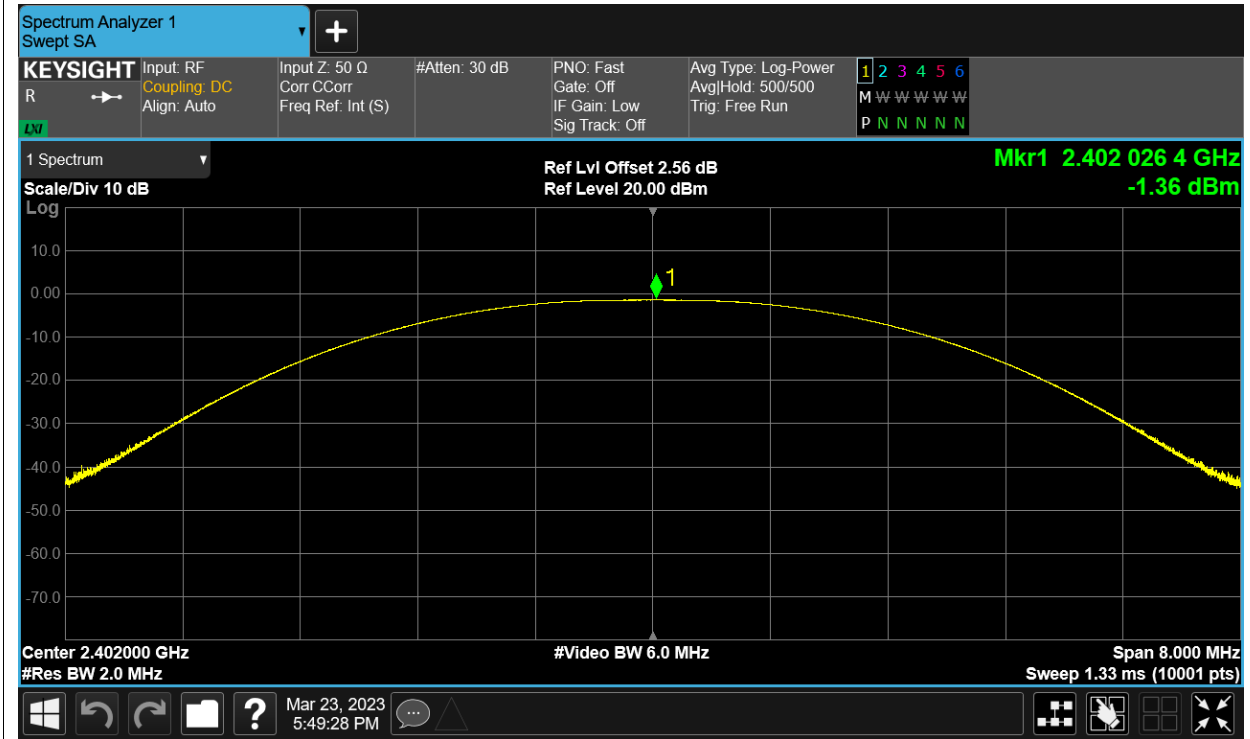 Spectrum Analyzer 1
Swept SA
KEYSIGHT
R
LXI
Input: RF
Coupling: DC
Align: Auto
Input Z: 50 Ω
Corr CCorr
Freq Ref: Int (S)
#Atten: 30 dB
PNO: Fast
Gate: Off
IF Gain: Low
Sig Track: Off
Avg Type: Log-Power
Avg|Hold: 500/500
Trig: Free Run
1 2 3 4 5 6
M W W W W W
P N N N N N
1 Spectrum
Scale/Div 10 dB
Log
Ref Lvl Offset 2.56 dB
Ref Level 20.00 dBm
Mkr1 2.402 026 4 GHz
-1.36 dBm
1
10.0
0.00
-10.0
-20.0
-30.0
-40.0
-50.0
-60.0
-70.0
Center 2.402000 GHz
#Res BW 2.0 MHz
#Video BW 6.0 MHz
Span 8.000 MHz
Sweep 1.33 ms (10001 pts)
?
Mar 23, 2023
5:49:28 PM